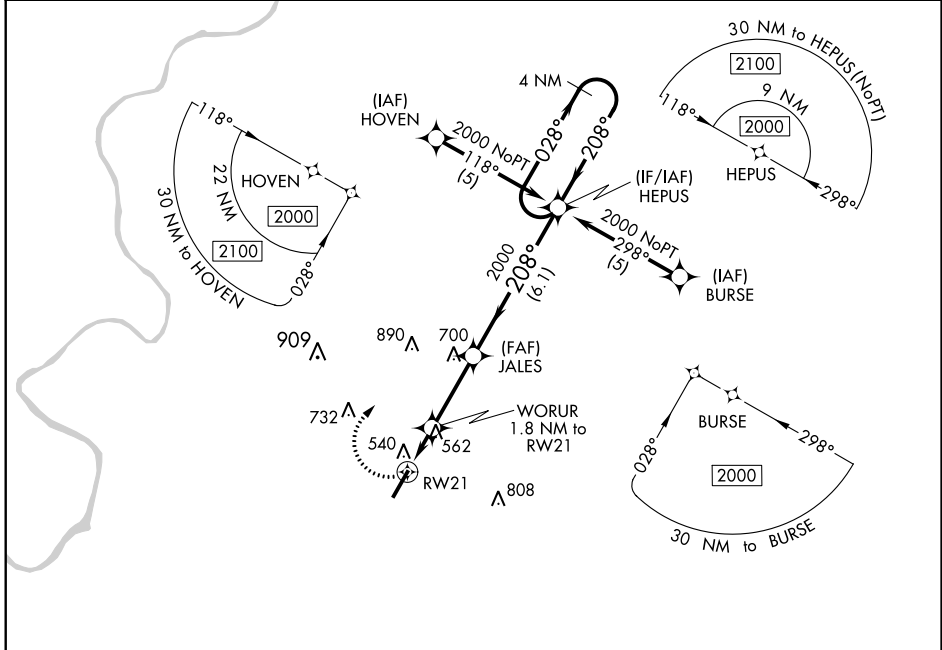 30 NM to HEPUS (NoPT)
2100
9 NM
118°
2000
HEPUS
298°
4 NM
(IAF)
HOVEN
2000 NoPT
118°
(5)
028°
208°
(IF/IAF)
HEPUS
2000 NoPT
298°
(5)
(IAF)
BURSE
118°
HOVEN
22 NM
2000
2100
30 NM to HOVEN
028°
2000
208°
(6.1)
909
890
700
(FAF)
JALES
732
WORUR
1.8 NM to
RW21
540
562
RW21
808
BURSE
028°
298°
2000
30 NM to BURSE